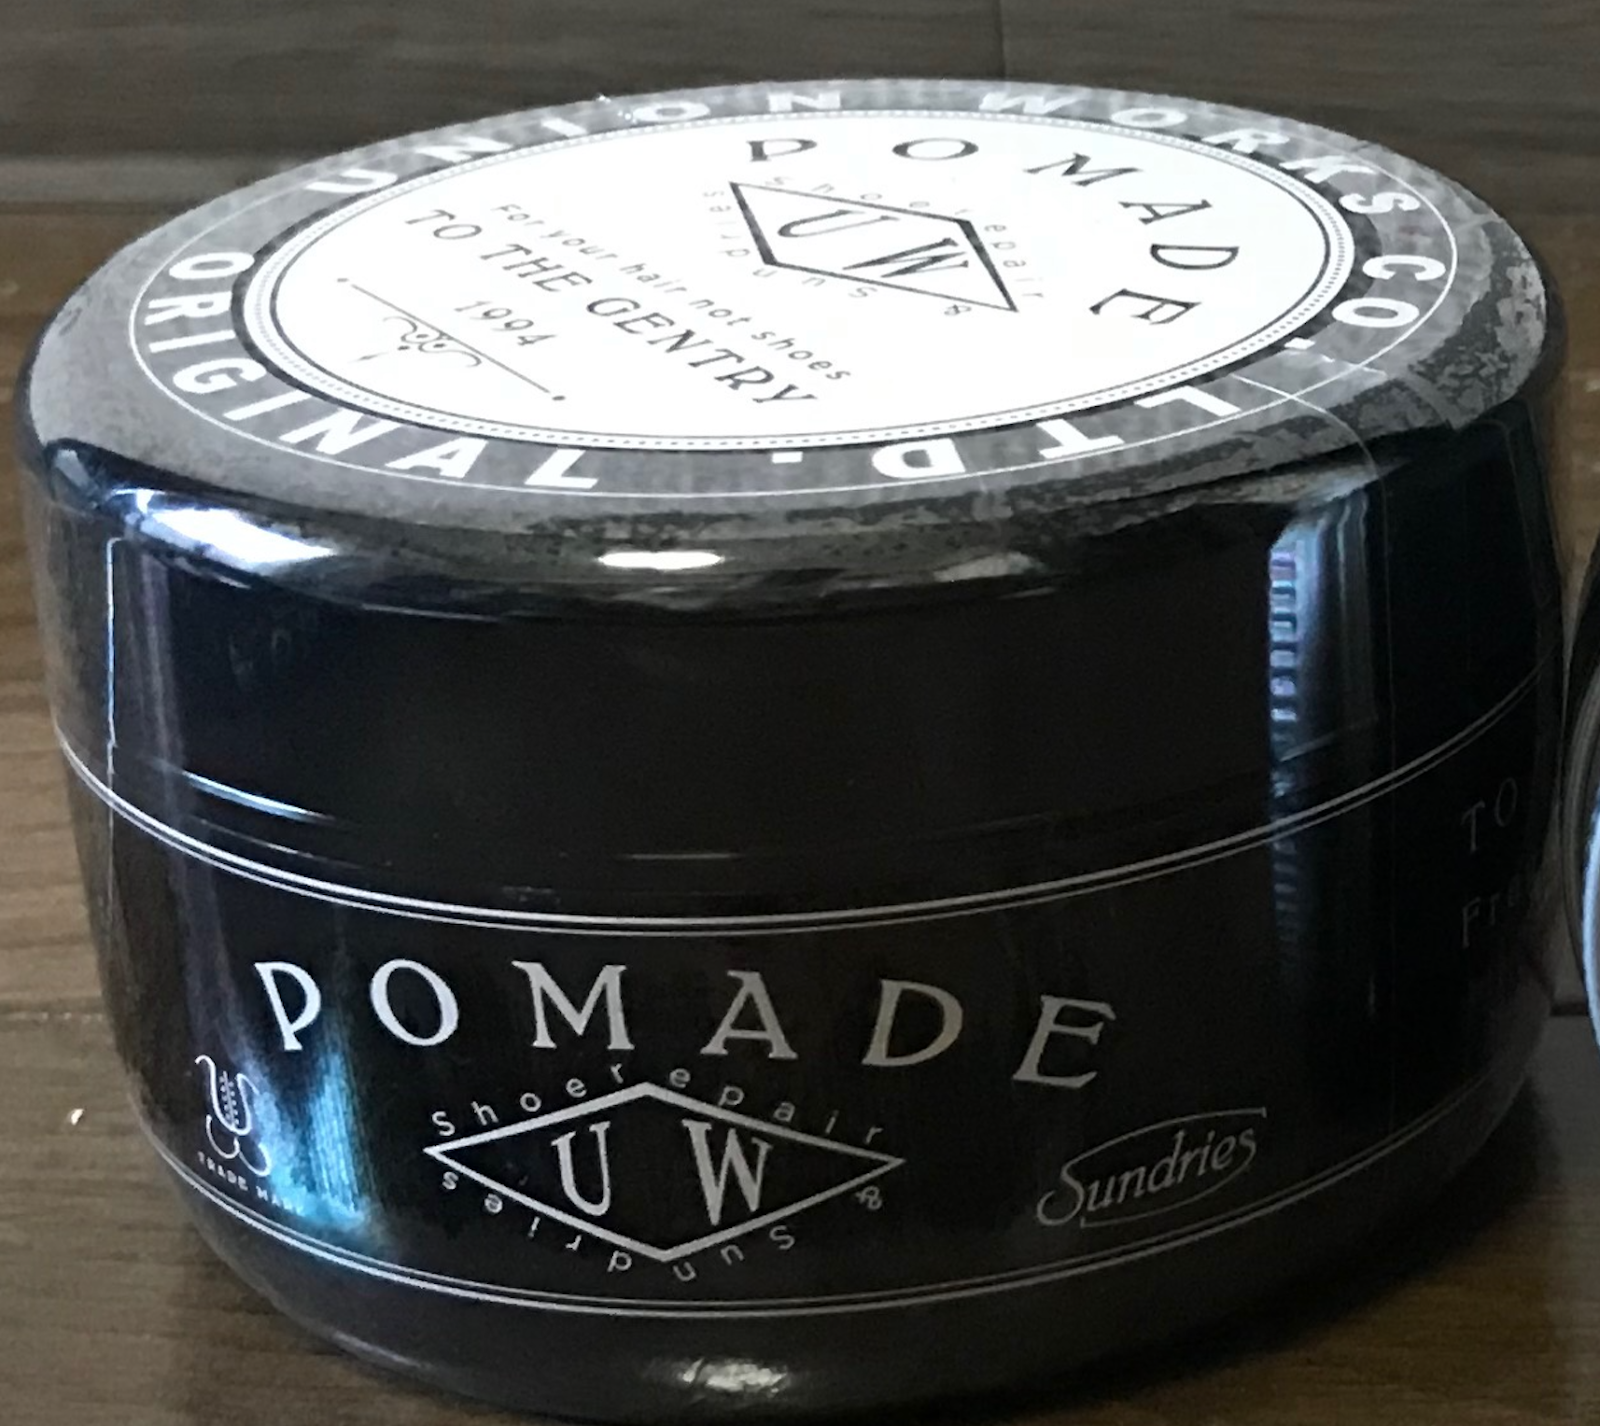 UNION WORKS CO. LTD. ORIGINAL
POMADE
Shoe repair
UW
& Sundries
For your hair not shoes
TO THE GENTRY
1994
POMADE
Shoe repair
UW
& Sundries
TRADE MARK
Sundries
TO